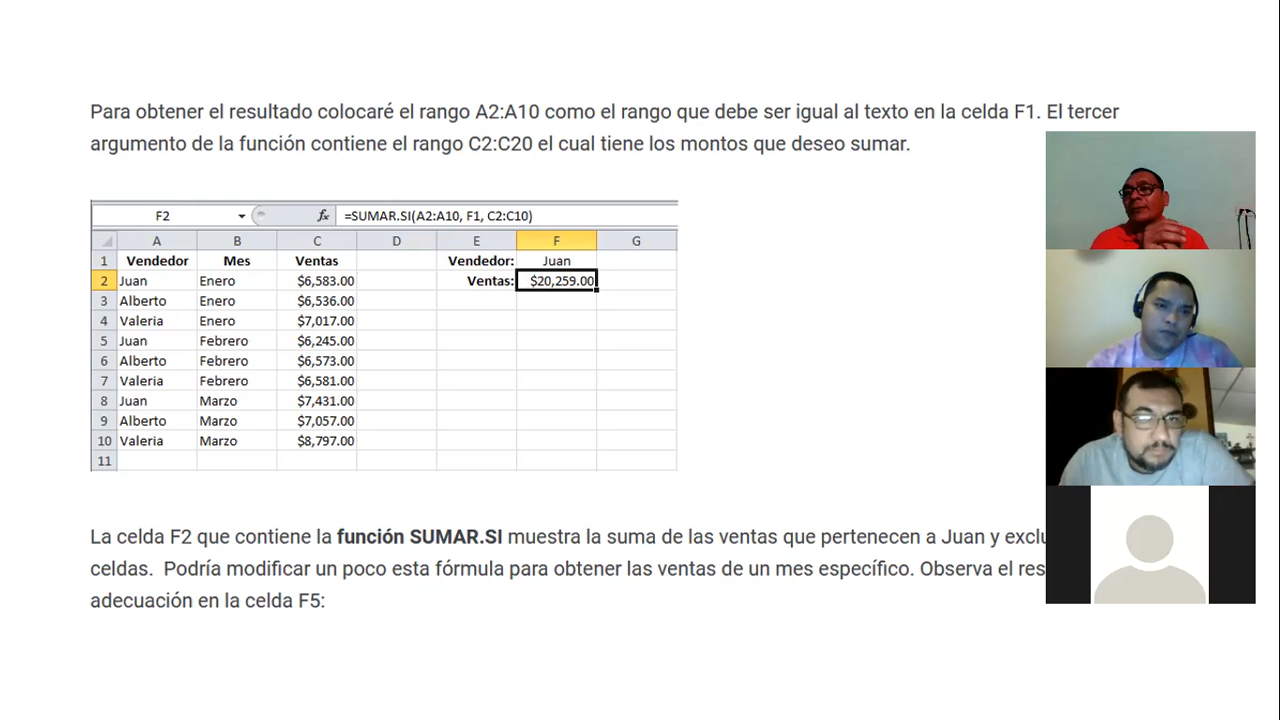 Para obtener el resultado colocaré el rango A2:A10 como el rango que debe ser igual al texto en la celda F1. El tercer
argumento de la función contiene el rango C2:C20 el cual tiene los montos que deseo sumar.
F2 fx =SUMAR.SI(A2:A10, F1, C2:C10)
A B C D E F G
1 Vendedor Mes Ventas Vendedor: Juan
2 Juan Enero $6,583.00 Ventas: $20,259.00
3 Alberto Enero $6,536.00
4 Valeria Enero $7,017.00
5 Juan Febrero $6,245.00
6 Alberto Febrero $6,573.00
7 Valeria Febrero $6,581.00
8 Juan Marzo $7,431.00
9 Alberto Marzo $7,057.00
10 Valeria Marzo $8,797.00
11
La celda F2 que contiene la función SUMAR.SI muestra la suma de las ventas que pertenecen a Juan y exclu
celdas. Podría modificar un poco esta fórmula para obtener las ventas de un mes específico. Observa el res
adecuación en la celda F5: